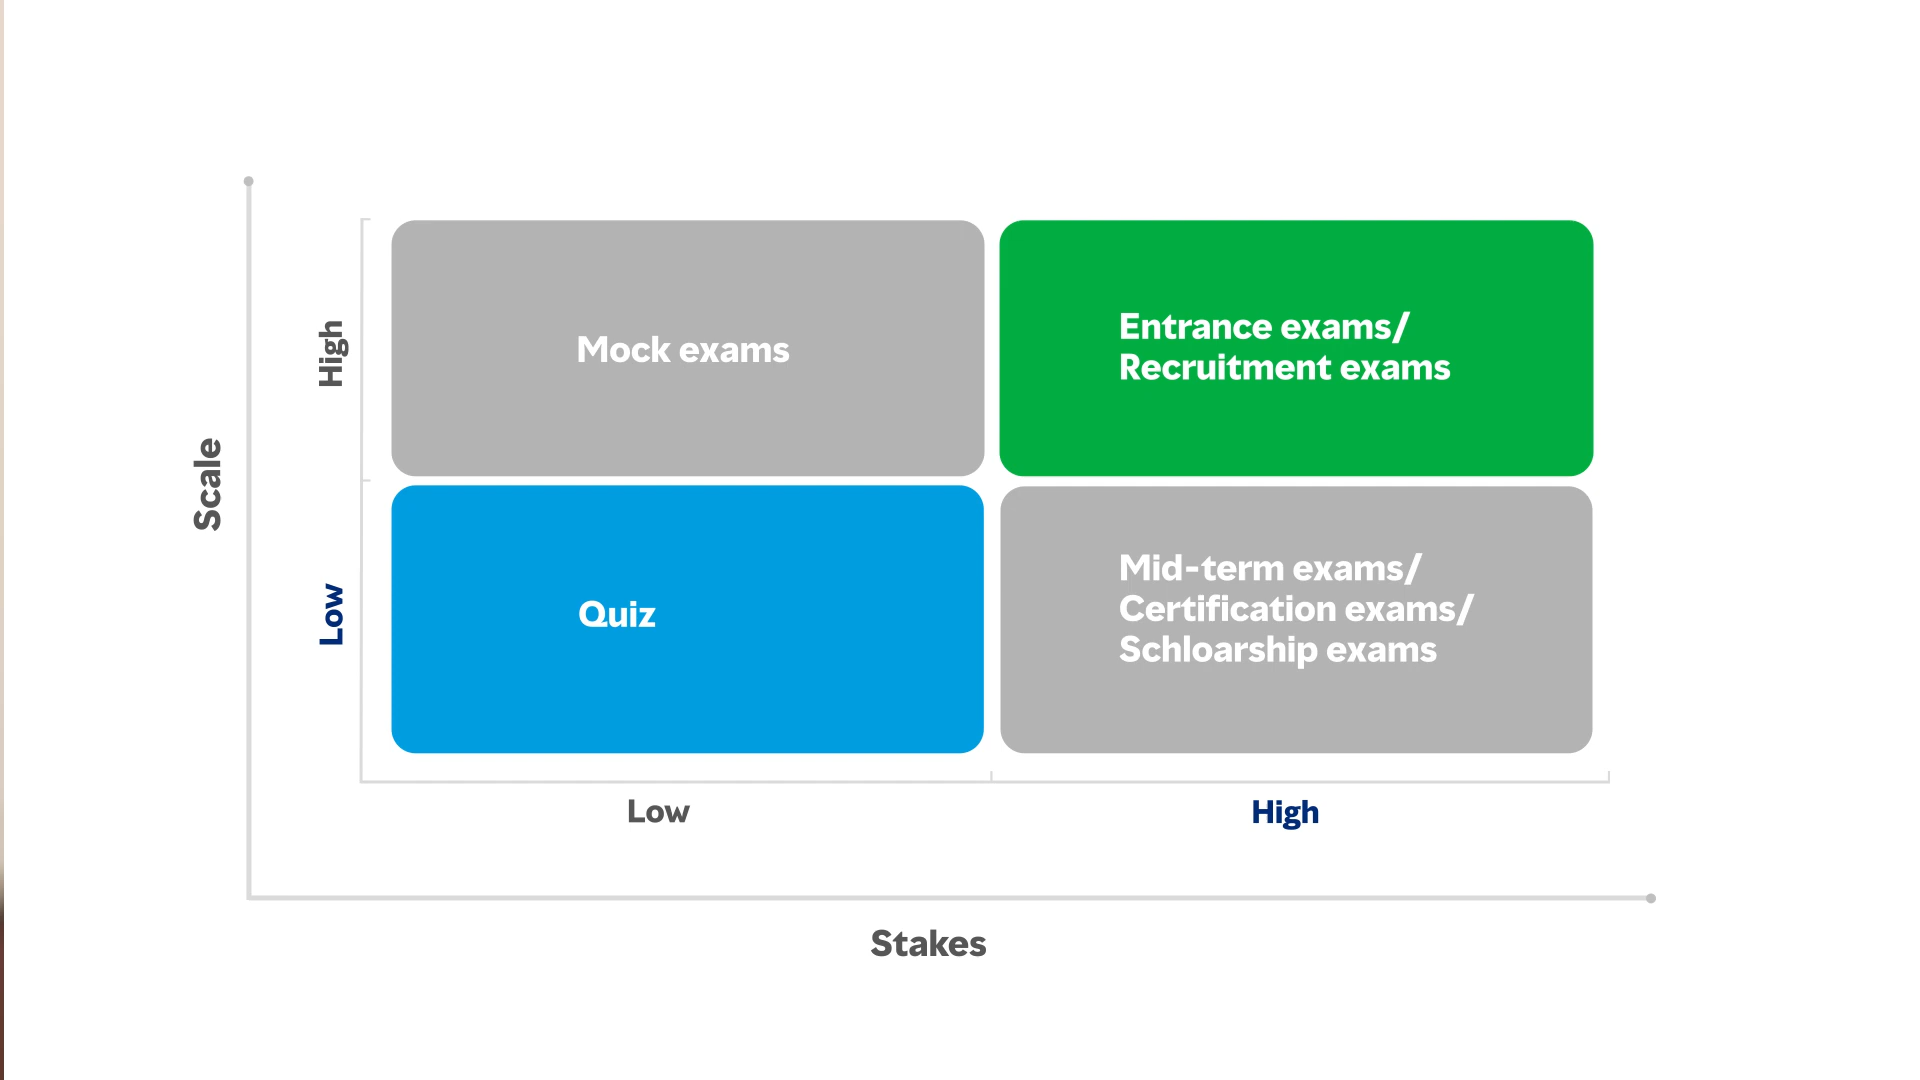 Scale
High
Mock exams
Entrance exams/
Recruitment exams
Low
Quiz
Mid-term exams/
Certification exams/
Schloarship exams
Low
High
Stakes